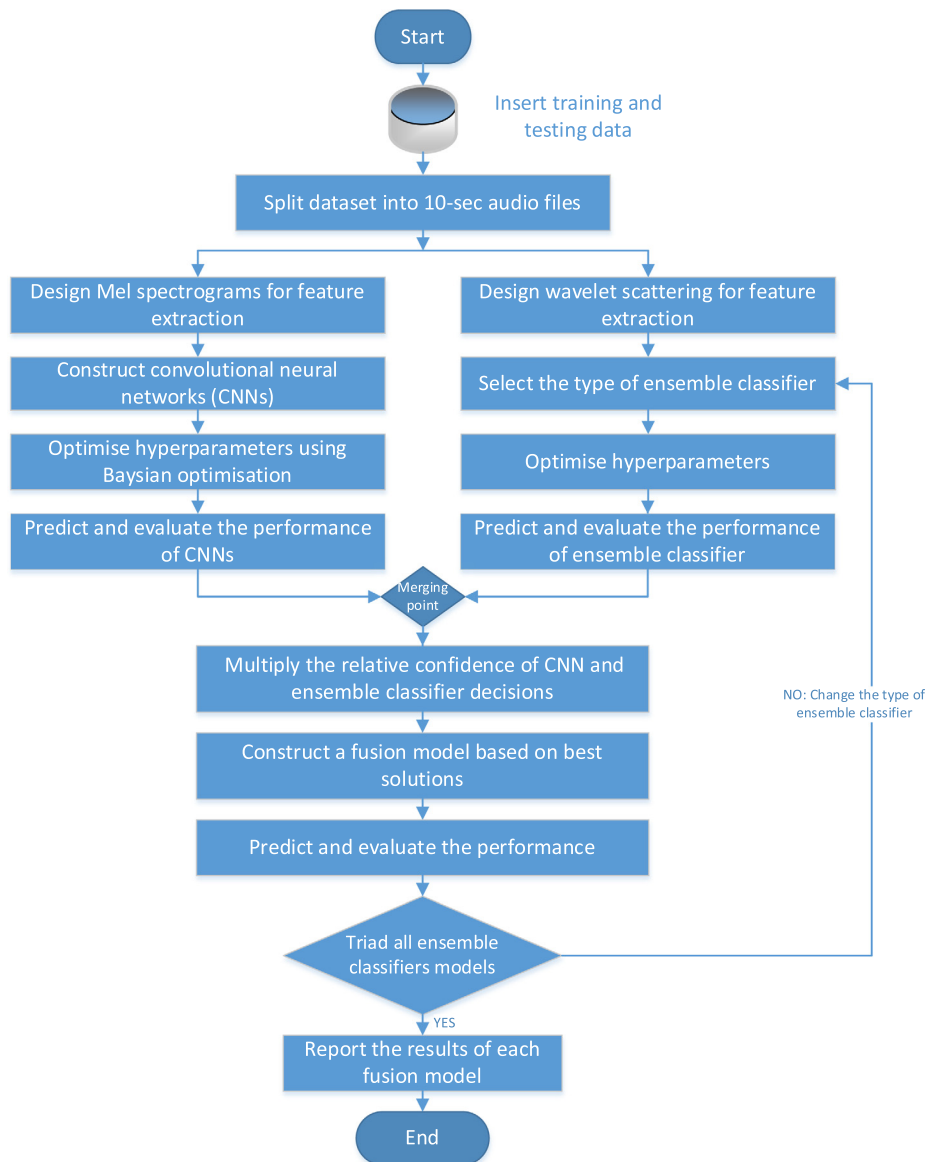 Start
Insert training and
testing data
Split dataset into 10-sec audio files
Design Mel spectrograms for feature
extraction
Design wavelet scattering for feature
extraction
Construct convolutional neural
networks (CNNs)
Select the type of ensemble classifier
Optimise hyperparameters using
Baysian optimisation
Optimise hyperparameters
Predict and evaluate the performance
of CNNs
Predict and evaluate the performance
of ensemble classifier
Merging
point
Multiply the relative confidence of CNN and
ensemble classifier decisions
NO: Change the type of
ensemble classifier
Construct a fusion model based on best
solutions
Predict and evaluate the performance
Triad all ensemble
classifiers models
YES
Report the results of each
fusion model
End